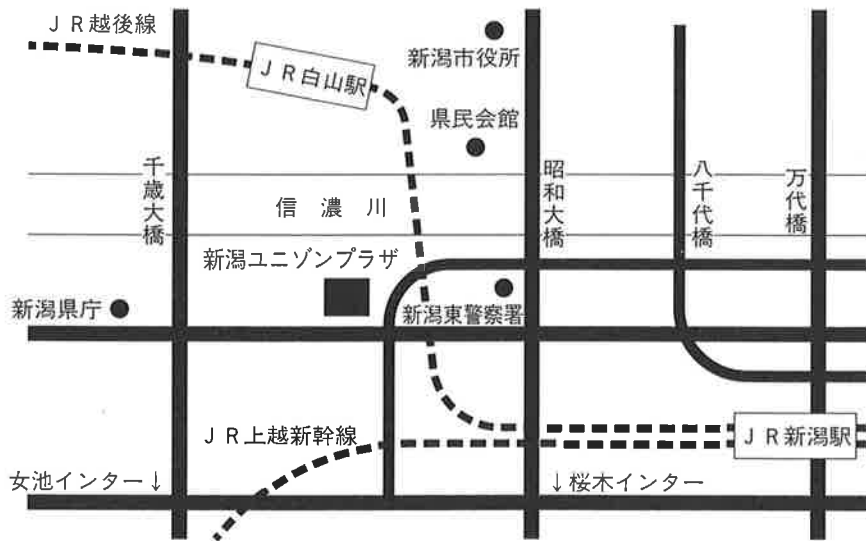 JR越後線
JR白山駅
新潟市役所
県民会館
千歳大橋
昭和大橋
八千代橋
万代橋
信濃川
新潟ユニゾンプラザ
新潟県庁
新潟東警察署
JR上越新幹線
JR新潟駅
女池インター↓
↓桜木インター